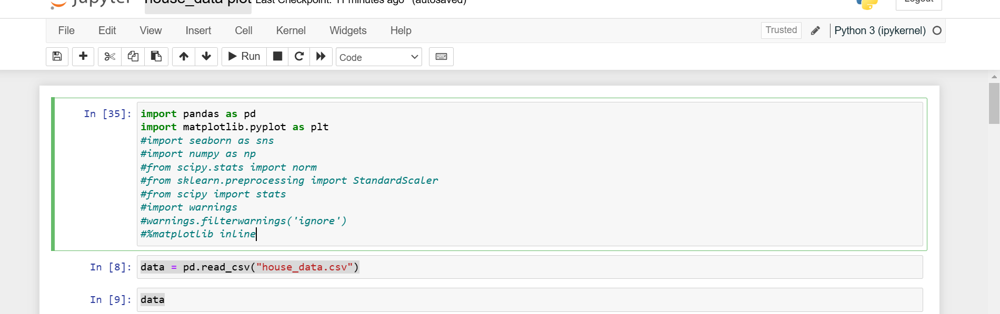 jupyter house_data plot Last Checkpoint: 11 minutes ago (autosaved) Logout
File Edit View Insert Cell Kernel Widgets Help Trusted Python 3 (ipykernel)
Run Code
In [35]: import pandas as pd
import matplotlib.pyplot as plt
#import seaborn as sns
#import numpy as np
#from scipy.stats import norm
#from sklearn.preprocessing import StandardScaler
#from scipy import stats
#import warnings
#warnings.filterwarnings('ignore')
#%matplotlib inline
In [8]: data = pd.read_csv("house_data.csv")
In [9]: data